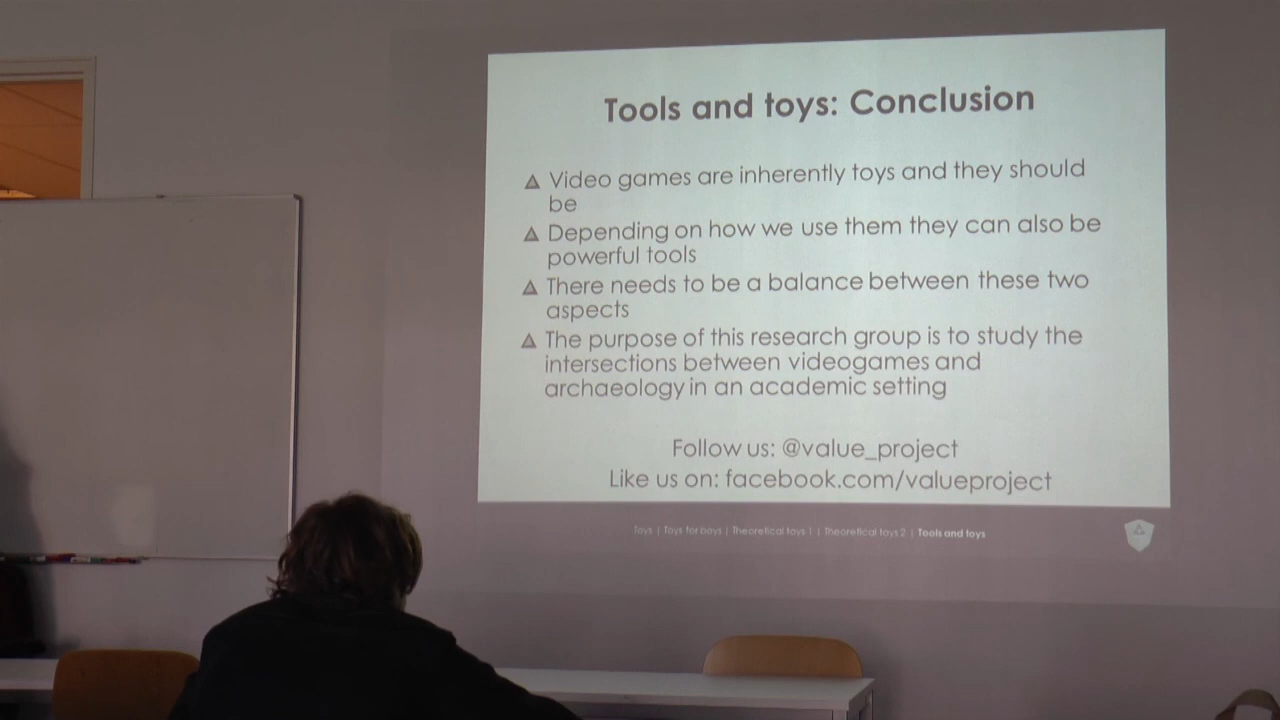 Tools and toys: Conclusion
Video games are inherently toys and they should
be
Depending on how we use them they can also be
powerful tools
There needs to be a balance between these two
aspects
The purpose of this research group is to study the
intersections between videogames and
archaeology in an academic setting
Follow us: @value_project
Like us on: facebook.com/valueproject
Toys | Toys for boys | Theoretical toys 1 | Theoretical toys 2 | Tools and toys